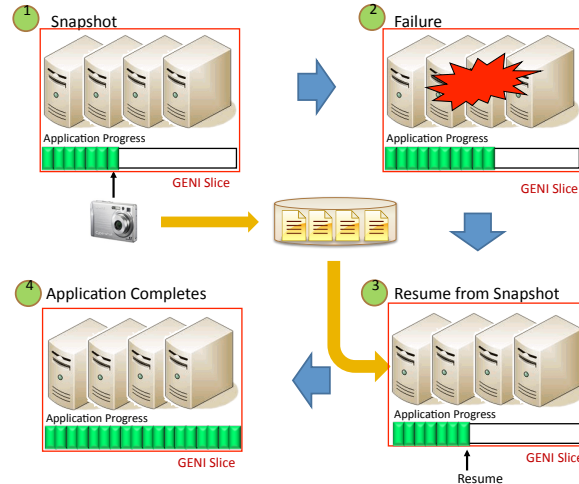 1
Snapshot
Application Progress
GENI Slice
2
Failure
Application Progress
GENI Slice
3
Resume from Snapshot
Application Progress
GENI Slice
Resume
4
Application Completes
Application Progress
GENI Slice